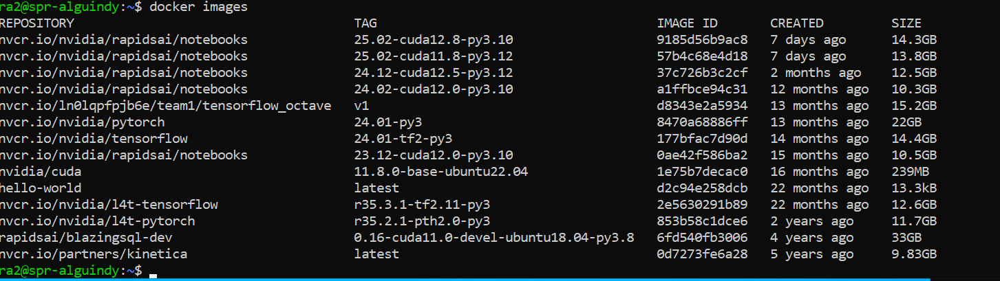 ra2@spr-alguindy:~$ docker images
REPOSITORY TAG IMAGE ID CREATED SIZE
nvcr.io/nvidia/rapidsai/notebooks 25.02-cuda12.8-py3.10 9185d56b9ac8 7 days ago 14.3GB
nvcr.io/nvidia/rapidsai/notebooks 25.02-cuda11.8-py3.12 57b4c68e4d18 7 days ago 13.8GB
nvcr.io/nvidia/rapidsai/notebooks 24.12-cuda12.5-py3.12 37c726b3c2cf 2 months ago 12.5GB
nvcr.io/nvidia/rapidsai/notebooks 24.02-cuda12.0-py3.10 a1ffbce94c31 12 months ago 10.3GB
nvcr.io/ln0lqpfpjb6e/team1/tensorflow_octave v1 d8343e2a5934 13 months ago 15.2GB
nvcr.io/nvidia/pytorch 24.01-py3 8470a68886ff 13 months ago 22GB
nvcr.io/nvidia/tensorflow 24.01-tf2-py3 177bfac7d90d 14 months ago 14.4GB
nvcr.io/nvidia/rapidsai/notebooks 23.12-cuda12.0-py3.10 0ae42f586ba2 15 months ago 10.5GB
nvidia/cuda 11.8.0-base-ubuntu22.04 1e75b7decac0 16 months ago 239MB
hello-world latest d2c94e258dcb 22 months ago 13.3kB
nvcr.io/nvidia/l4t-tensorflow r35.3.1-tf2.11-py3 2e5630291b89 22 months ago 12.6GB
nvcr.io/nvidia/l4t-pytorch r35.2.1-pth2.0-py3 853b58c1dce6 2 years ago 11.7GB
rapidsai/blazingsql-dev 0.16-cuda11.0-devel-ubuntu18.04-py3.8 6fd540fb3006 4 years ago 33GB
nvcr.io/partners/kinetica latest 0d7273fe6a28 5 years ago 9.83GB
ra2@spr-alguindy:~$